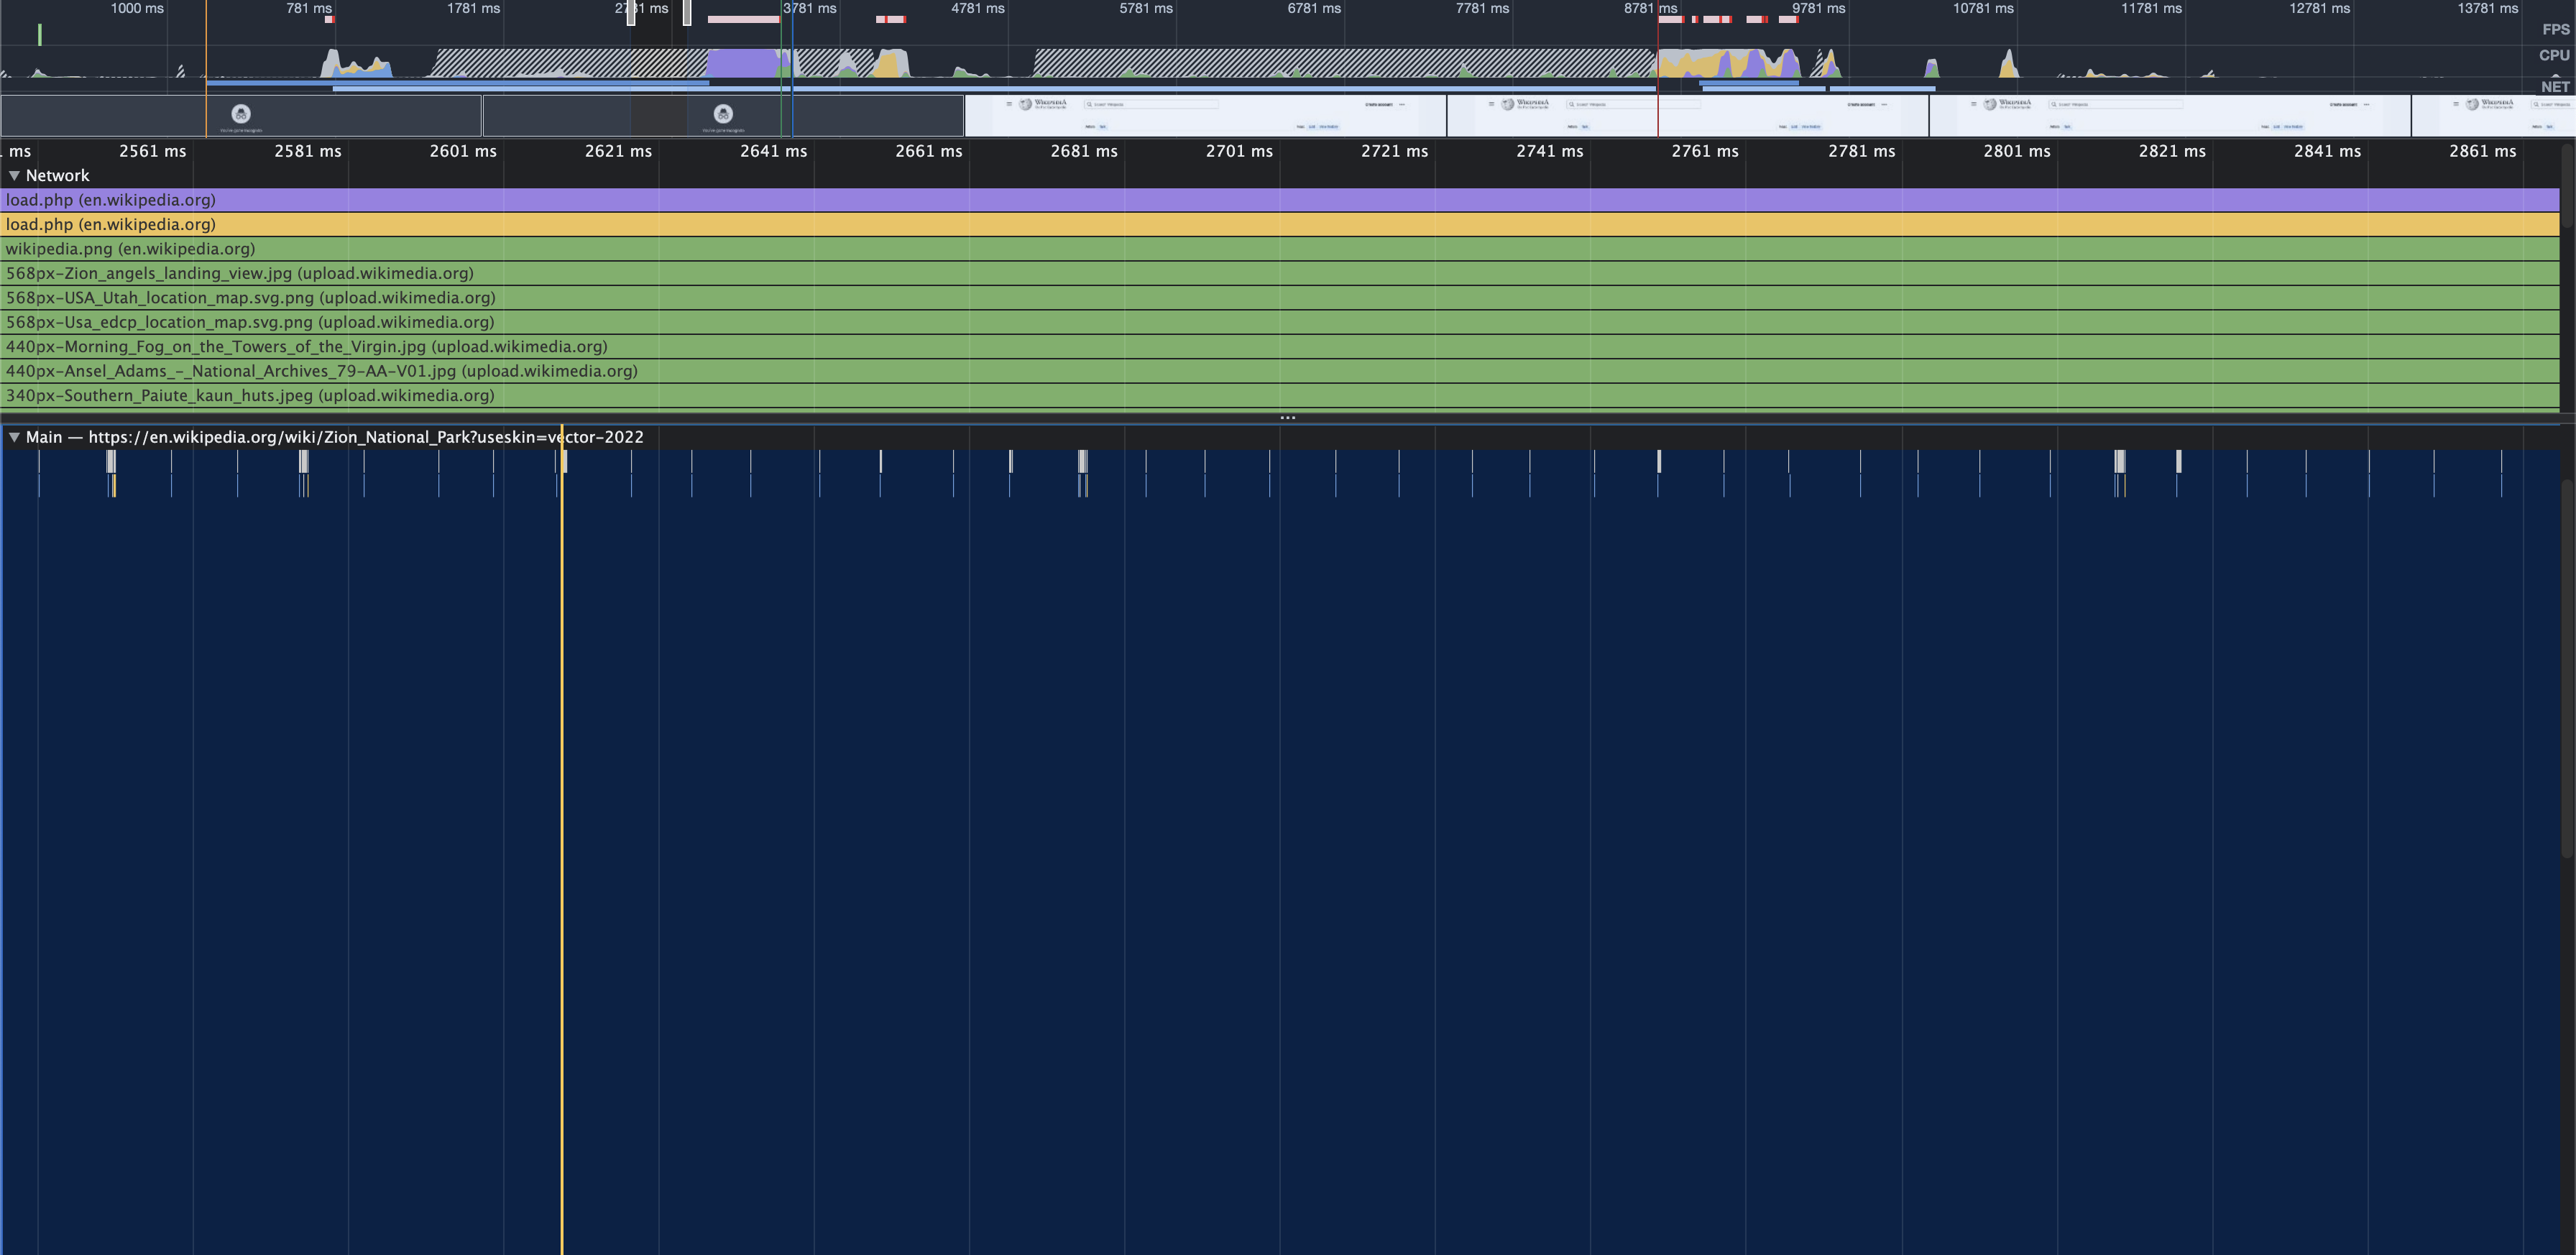 1000 ms 781 ms 1781 ms 2781 ms 3781 ms 4781 ms 5781 ms 6781 ms 7781 ms 8781 ms 9781 ms 10781 ms 11781 ms 12781 ms 13781 ms
FPS
CPU
NET
ms 2561 ms 2581 ms 2601 ms 2621 ms 2641 ms 2661 ms 2681 ms 2701 ms 2721 ms 2741 ms 2761 ms 2781 ms 2801 ms 2821 ms 2841 ms 2861 ms
Network
load.php (en.wikipedia.org)
load.php (en.wikipedia.org)
wikipedia.png (en.wikipedia.org)
568px-Zion_angels_landing_view.jpg (upload.wikimedia.org)
568px-USA_Utah_location_map.svg.png (upload.wikimedia.org)
568px-Usa_edcp_location_map.svg.png (upload.wikimedia.org)
440px-Morning_Fog_on_the_Towers_of_the_Virgin.jpg (upload.wikimedia.org)
440px-Ansel_Adams_-_National_Archives_79-AA-V01.jpg (upload.wikimedia.org)
340px-Southern_Paiute_kaun_huts.jpeg (upload.wikimedia.org)
Main — https://en.wikipedia.org/wiki/Zion_National_Park?useskin=vector-2022